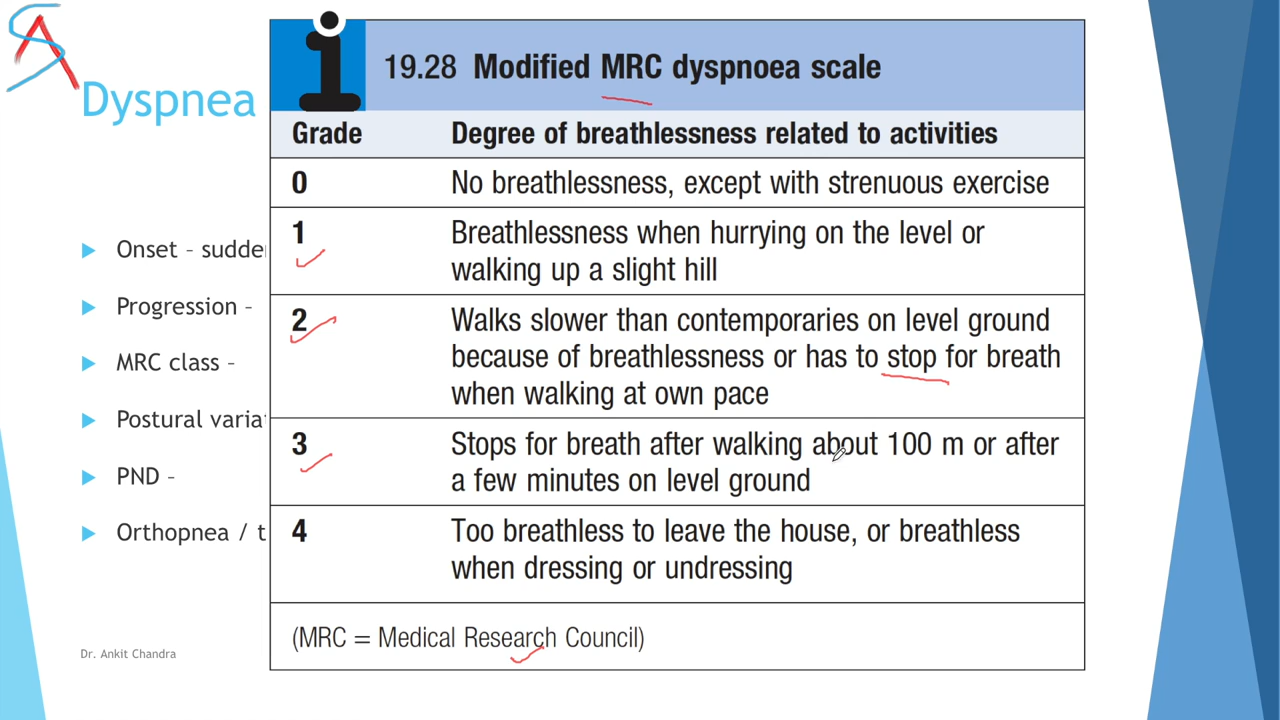 Dyspnea
19.28 Modified MRC dyspnoea scale
Grade Degree of breathlessness related to activities
0 No breathlessness, except with strenuous exercise
1 Breathlessness when hurrying on the level or
walking up a slight hill
2 Walks slower than contemporaries on level ground
because of breathlessness or has to stop for breath
when walking at own pace
3 Stops for breath after walking about 100 m or after
a few minutes on level ground
4 Too breathless to leave the house, or breathless
when dressing or undressing
(MRC = Medical Research Council)
Onset –
Progression –
MRC class –
Postural
PND –
Orthopnea /
Dr. Ankit Chandra